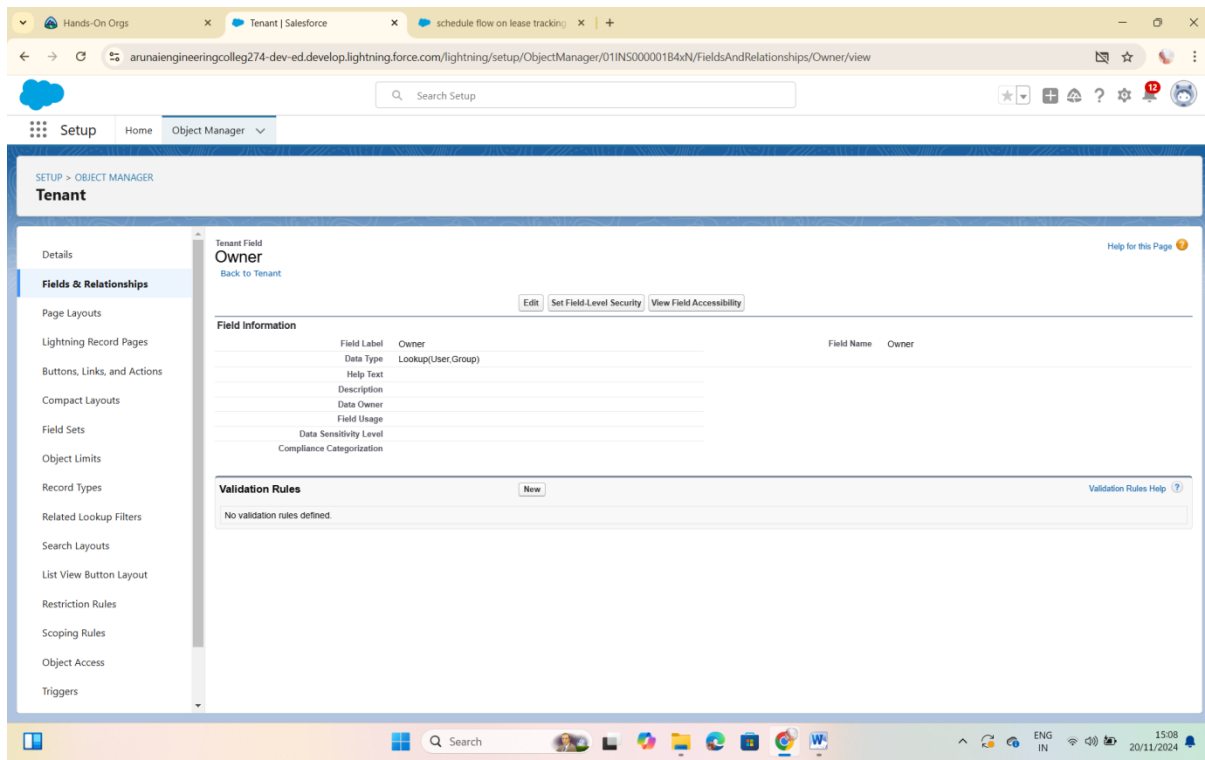 Hands-On Orgs
Tenant | Salesforce
schedule flow on lease tracking
arunaiengineeringcolleg274-dev-ed.develop.lightning.force.com/lightning/setup/ObjectManager/01INS000001B4xN/FieldsAndRelationships/Owner/view
Search Setup
12
Setup Home Object Manager
SETUP > OBJECT MANAGER
Tenant
Details
Fields & Relationships
Page Layouts
Lightning Record Pages
Buttons, Links, and Actions
Compact Layouts
Field Sets
Object Limits
Record Types
Related Lookup Filters
Search Layouts
List View Button Layout
Restriction Rules
Scoping Rules
Object Access
Triggers
Tenant Field
Owner
Back to Tenant
Help for this Page
Edit Set Field-Level Security View Field Accessibility
Field Information
Field Label Owner Field Name Owner
Data Type Lookup(User,Group)
Help Text
Description
Data Owner
Field Usage
Data Sensitivity Level
Compliance Categorization
Validation Rules New Validation Rules Help ?
No validation rules defined.
Search
ENG
IN
15:08
20/11/2024